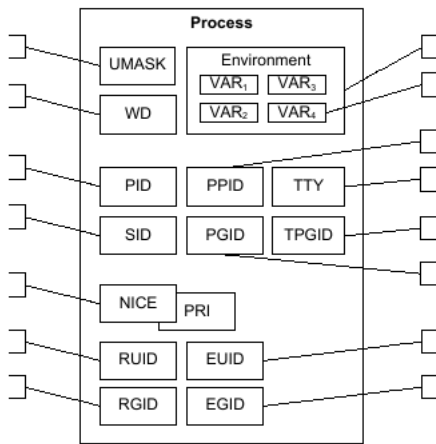 Process
UMASK
Environment
VAR₁ VAR₃
WD
VAR₂ VAR₄
PID PPID TTY
SID PGID TPGID
NICE
PRI
RUID EUID
RGID EGID